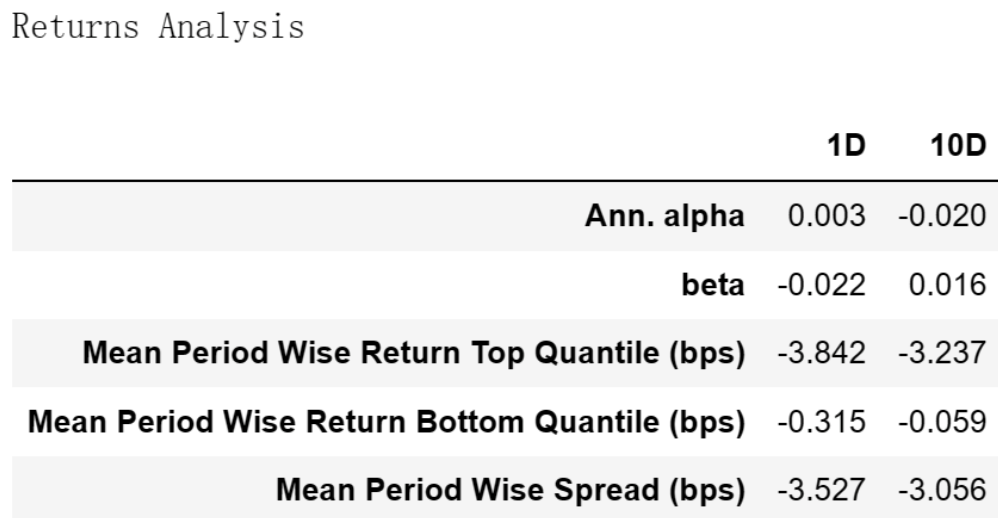 Returns Analysis
1D 10D
Ann. alpha 0.003 -0.020
beta -0.022 0.016
Mean Period Wise Return Top Quantile (bps) -3.842 -3.237
Mean Period Wise Return Bottom Quantile (bps) -0.315 -0.059
Mean Period Wise Spread (bps) -3.527 -3.056